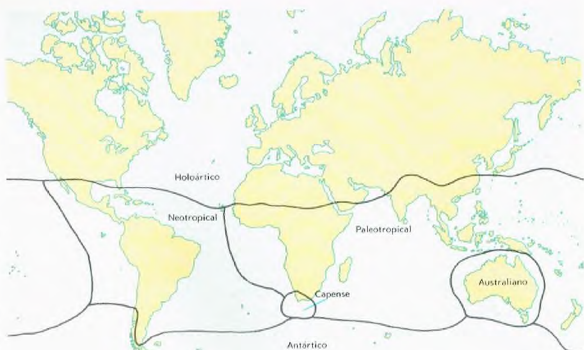 Holoártico
Neotropical
Paleotropical
Australiano
Capense
Antártico